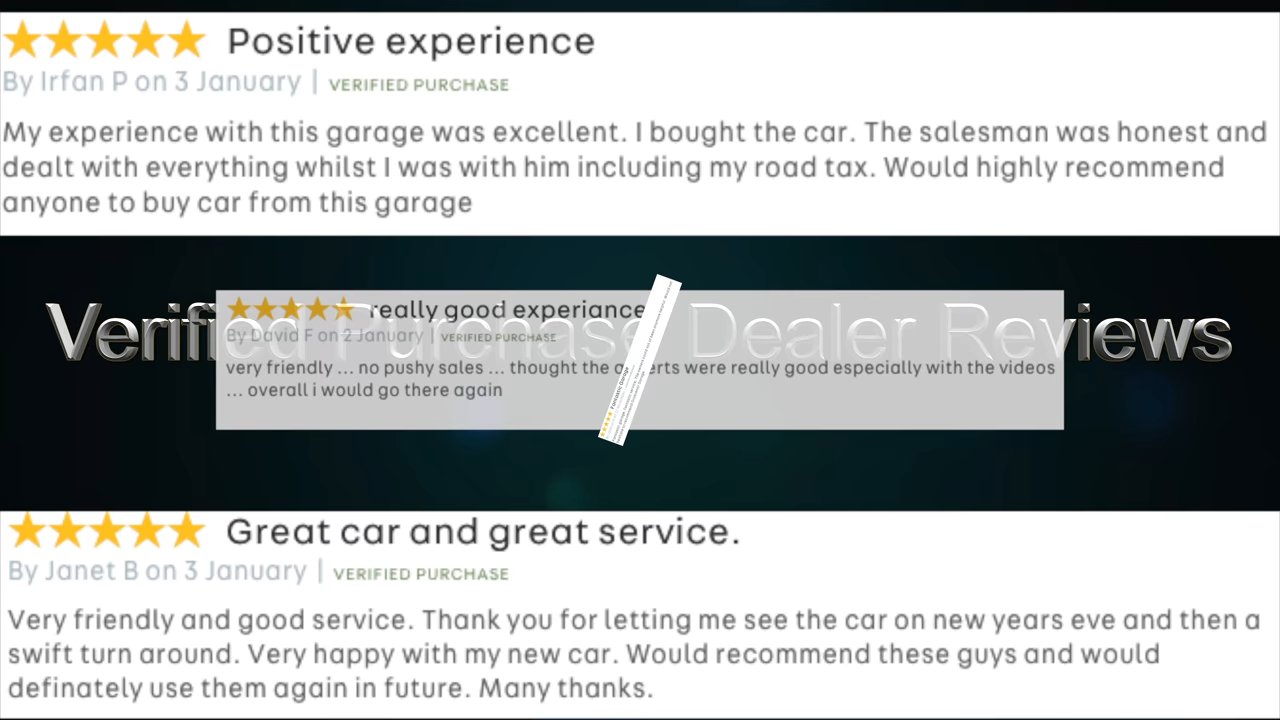 Positive experience
By Irfan P on 3 January | VERIFIED PURCHASE
My experience with this garage was excellent. I bought the car. The salesman was honest and
dealt with everything whilst I was with him including my road tax. Would highly recommend
anyone to buy car from this garage
Verified Purchase Dealer Reviews
really good experiance
By David F on 2 January | VERIFIED PURCHASE
very friendly ... no pushy sales ... thought the were really good especially with the videos
... overall i would go there again
Fantastic Garage
Great car and great service.
By Janet B on 3 January | VERIFIED PURCHASE
Very friendly and good service. Thank you for letting me see the car on new years eve and then a
swift turn around. Very happy with my new car. Would recommend these guys and would
definately use them again in future. Many thanks.